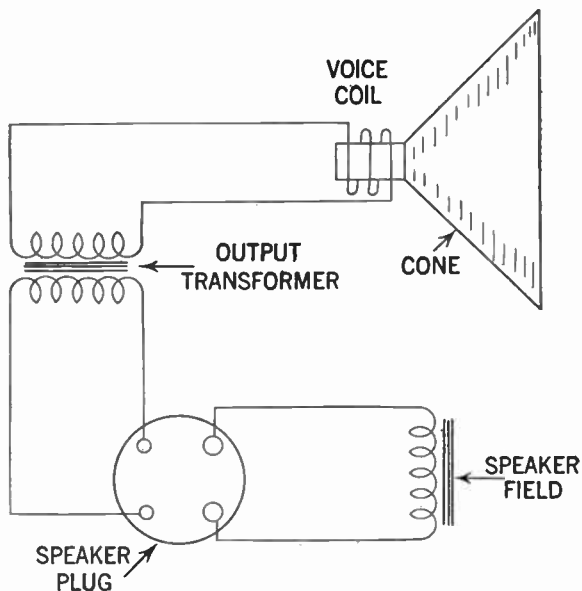 VOICE
COIL
OUTPUT
TRANSFORMER
CONE
SPEAKER
FIELD
SPEAKER
PLUG